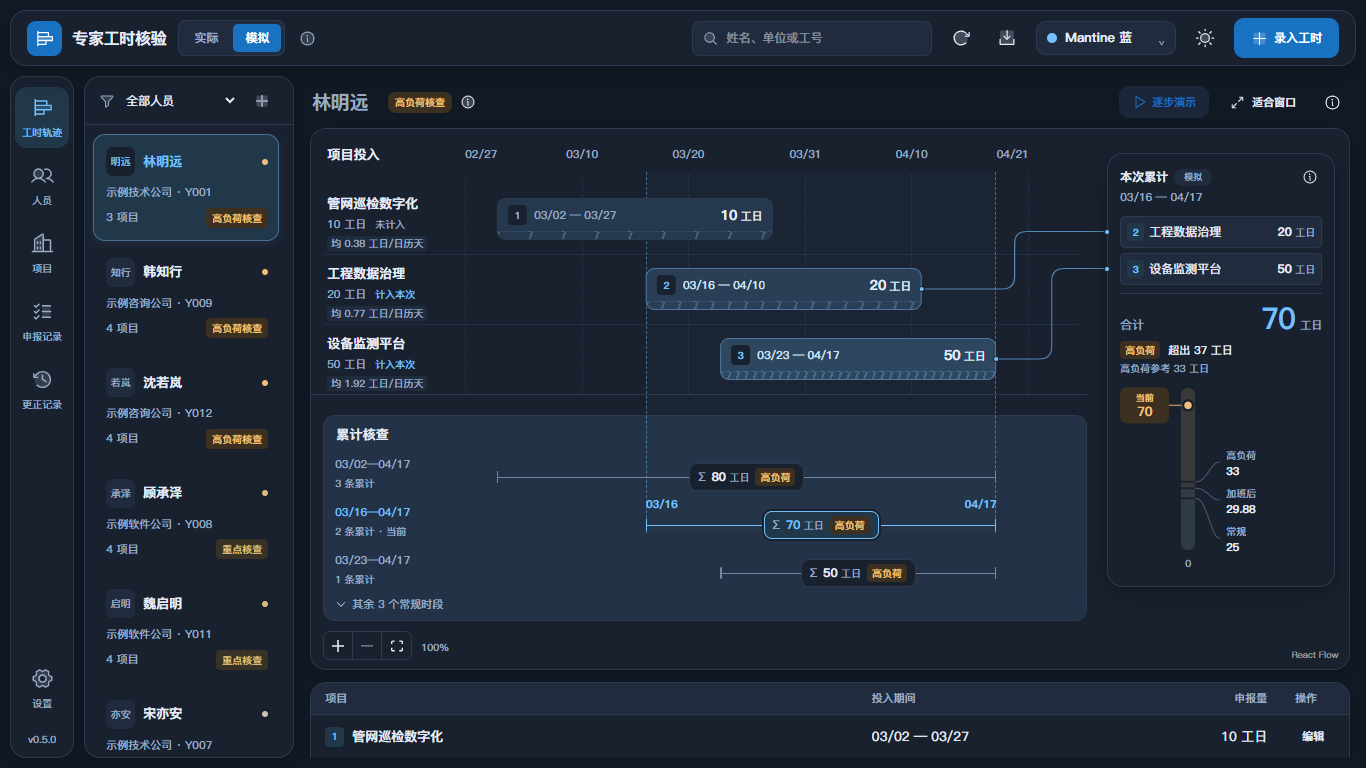 专家工时核验
实际
模拟
姓名、单位或工号
Mantine 蓝
录入工时
工时轨迹
人员
项目
申报记录
更正记录
设置
v0.5.0
全部人员
明远
林明远
示例技术公司 · Y001
3 项目
高负荷核查
知行
韩知行
示例咨询公司 · Y009
4 项目
高负荷核查
若岚
沈若岚
示例咨询公司 · Y012
4 项目
高负荷核查
承泽
顾承泽
示例软件公司 · Y008
4 项目
重点核查
启明
魏启明
示例软件公司 · Y011
4 项目
重点核查
亦安
宋亦安
示例技术公司 · Y007
林明远
高负荷核查
逐步演示
适合窗口
项目投入
02/27
03/10
03/20
03/31
04/10
04/21
管网巡检数字化
10 工日 未计入
均 0.38 工日/日历天
1 03/02 — 03/27 10 工日
工程数据治理
20 工日 计入本次
均 0.77 工日/日历天
2 03/16 — 04/10 20 工日
设备监测平台
50 工日 计入本次
均 1.92 工日/日历天
3 03/23 — 04/17 50 工日
累计核查
03/02—04/17
3 条累计
Σ 80 工日 高负荷
03/16 04/17
03/16—04/17
2 条累计 · 当前
Σ 70 工日 高负荷
03/23—04/17
1 条累计
Σ 50 工日 高负荷
其余 3 个常规时段
100%
React Flow
本次累计 模拟
03/16 — 04/17
2 工程数据治理 20 工日
3 设备监测平台 50 工日
合计 70 工日
高负荷 超出 37 工日
高负荷参考 33 工日
当前
70
高负荷
33
加班后
29.88
常规
25
0
项目 投入期间 申报量 操作
1 管网巡检数字化 03/02 — 03/27 10 工日 编辑